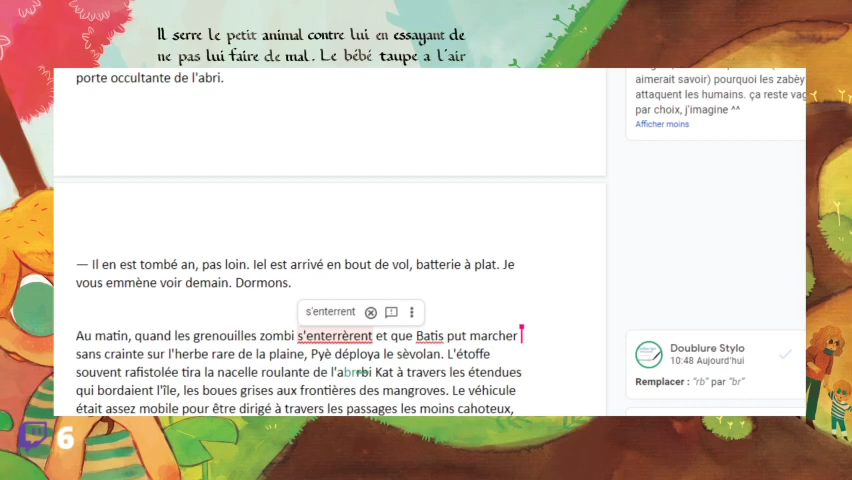 Il serre le petit animal contre lui en essayant de
ne pas lui faire de mal. Le bébé taupe a l'air
porte occultante de l'abri.
aimerait savoir) pourquoi les zabèy
attaquent les humains. ça reste vag
par choix, j'imagine ^^
Afficher moins
— Il en est tombé an, pas loin. Iel est arrivé en bout de vol, batterie à plat. Je
vous emmène voir demain. Dormons.
s'enterrent
Au matin, quand les grenouilles zombi s'enterrèrent et que Batis put marcher
sans crainte sur l'herbe rare de la plaine, Pyè déploya le sèvolan. L'étoffe
souvent rafistolée tira la nacelle roulante de l'abrrbi Kat à travers les étendues
qui bordaient l'île, les boues grises aux frontières des mangroves. Le véhicule
était assez mobile pour être dirigé à travers les passages les moins cahoteux,
Doublure Stylo
10:48 Aujourd'hui
Remplacer : "rb" par "br"
6